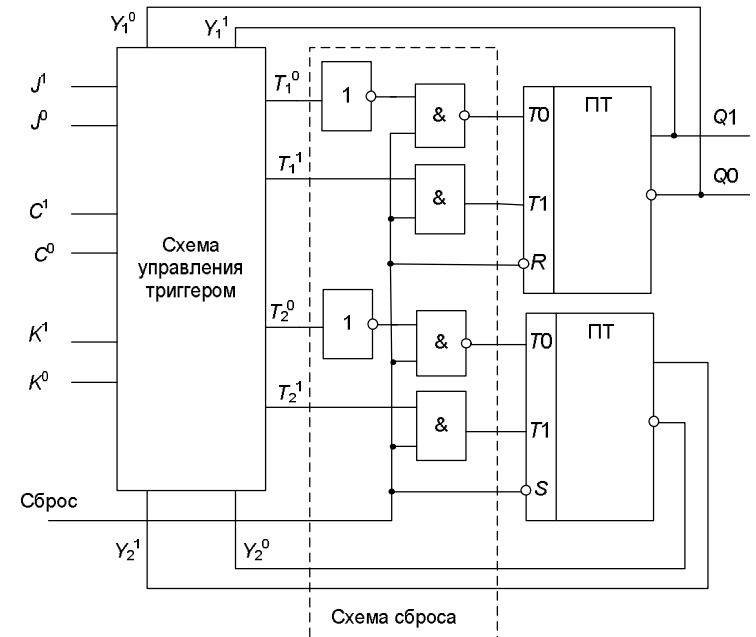 Y₁⁰ Y₁¹
J¹
J⁰
C¹
C⁰
K¹
K⁰
Схема
управления
триггером
T₁⁰
T₁¹
T₂⁰
T₂¹
1
&
&
1
&
&
T0 ПТ
T1
R
Q1
Q0
T0 ПТ
T1
S
Сброс
Y₂¹ Y₂⁰
Схема сброса